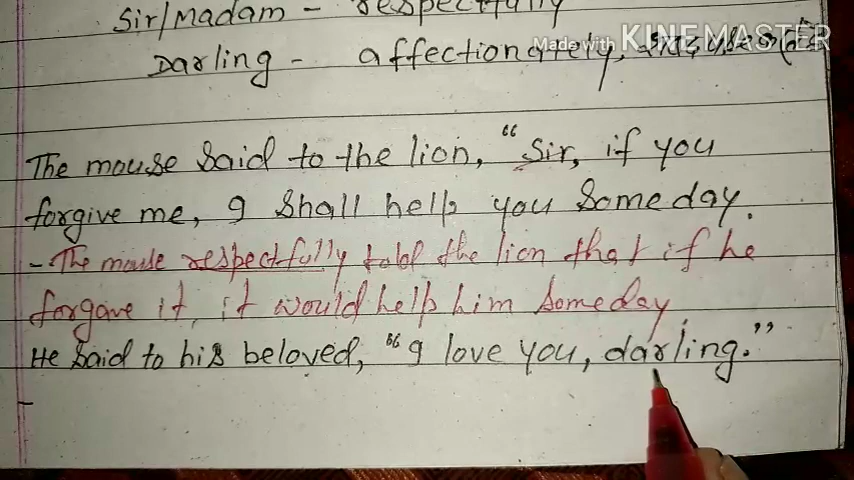 Sir/Madam - respectfully
Darling - affectionately,
Made with KINEMASTER
The mouse said to the lion, "Sir, if you
forgive me, I shall help you someday.
- The mouse respectfully told the lion that if he
forgave it, it would help him someday.
He said to his beloved, "I love you, darling."
-